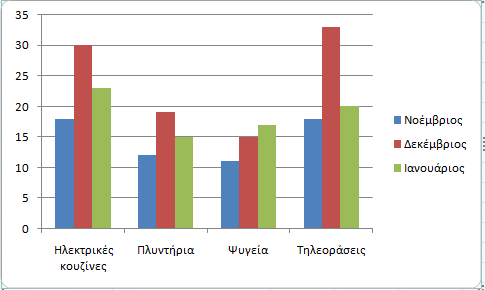 35
30
25
20
15
10
5
0
Ηλεκτρικές
κουζίνες
Πλυντήρια
Ψυγεία
Τηλεοράσεις
Νοέμβριος
Δεκέμβριος
Ιανουάριος